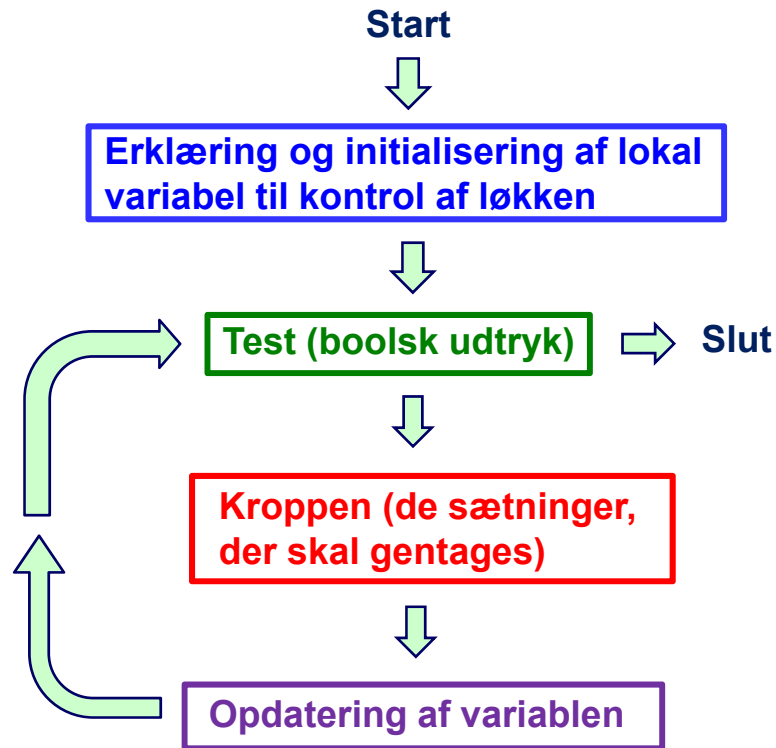 Start
Erklæring og initialisering af lokal
variabel til kontrol af løkken
Test (boolsk udtryk)
Slut
Kroppen (de sætninger,
der skal gentages)
Opdatering af variablen